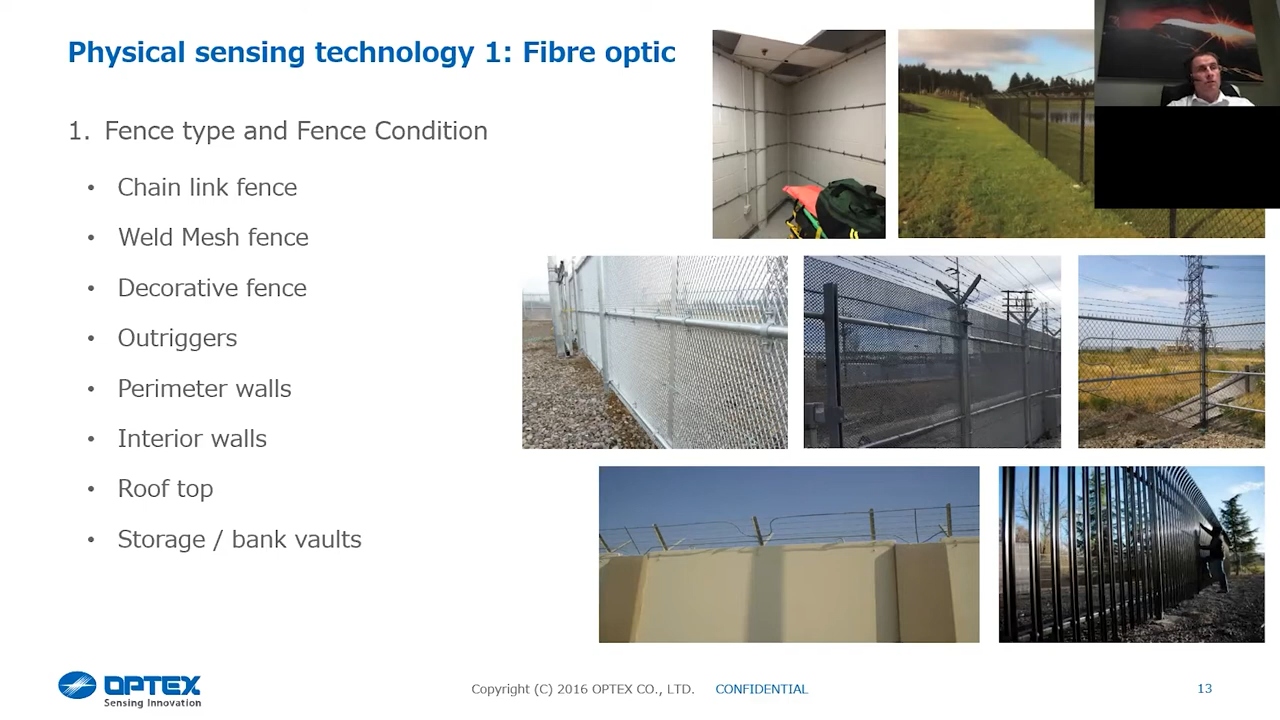 Physical sensing technology 1: Fibre optic
1. Fence type and Fence Condition
• Chain link fence
• Weld Mesh fence
• Decorative fence
• Outriggers
• Perimeter walls
• Interior walls
• Roof top
• Storage / bank vaults
OPTEX
Sensing Innovation
Copyright (C) 2016 OPTEX CO., LTD. CONFIDENTIAL
13